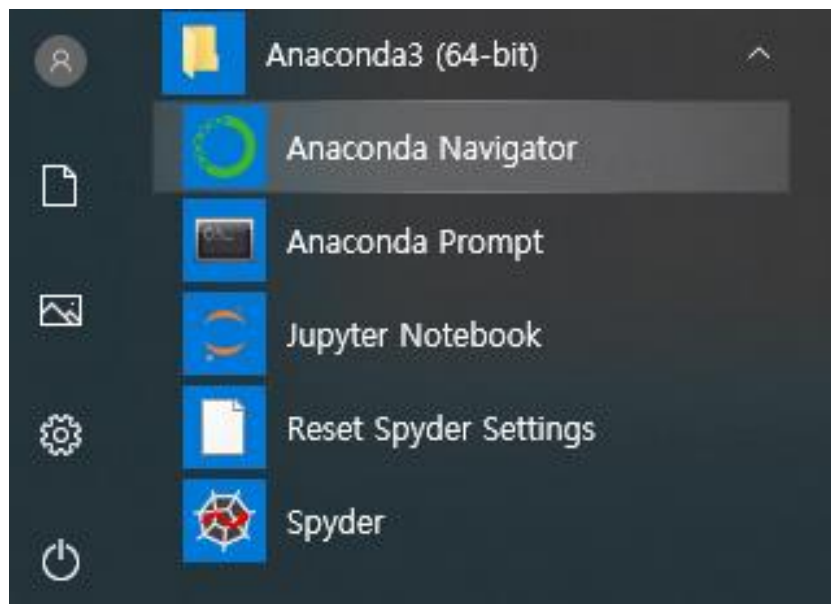 Anaconda3 (64-bit)
Anaconda Navigator
Anaconda Prompt
Jupyter Notebook
Reset Spyder Settings
Spyder